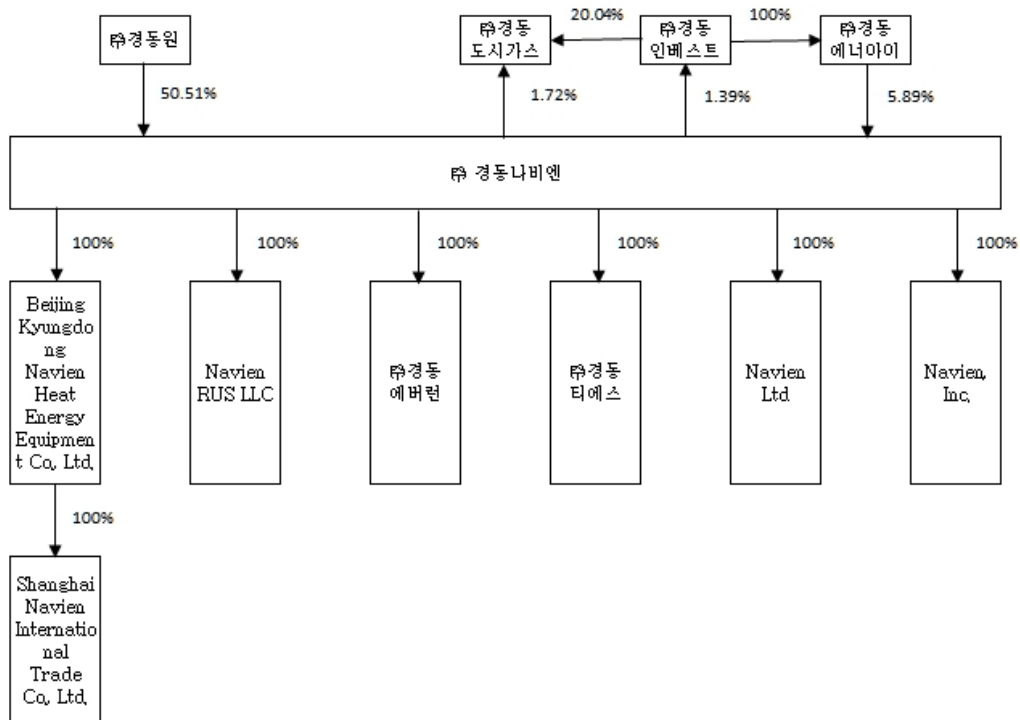 ㈜경동원
㈜경동
도시가스
20.04%
㈜경동
인베스트
100%
㈜경동
에너아이
50.51%
1.72%
1.39%
5.89%
㈜ 경동나비엔
100%
100%
100%
100%
100%
100%
Beijing
Kyungdo
ng
Navien
Heat
Energy
Equipmen
t Co, Ltd,
Navien
RUS LLC
㈜경동
에버런
㈜경동
티에스
Navien
Ltd
Navien,
Inc,
100%
Shanghai
Navien
Internatio
nal
Trade
Co, Ltd,